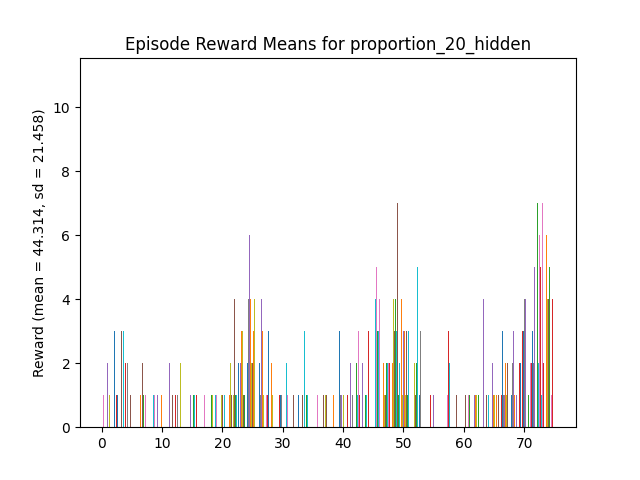 Episode Reward Means for proportion_20_hidden
Reward (mean = 44.314, sd = 21.458)
10
8
6
4
2
0
0 10 20 30 40 50 60 70